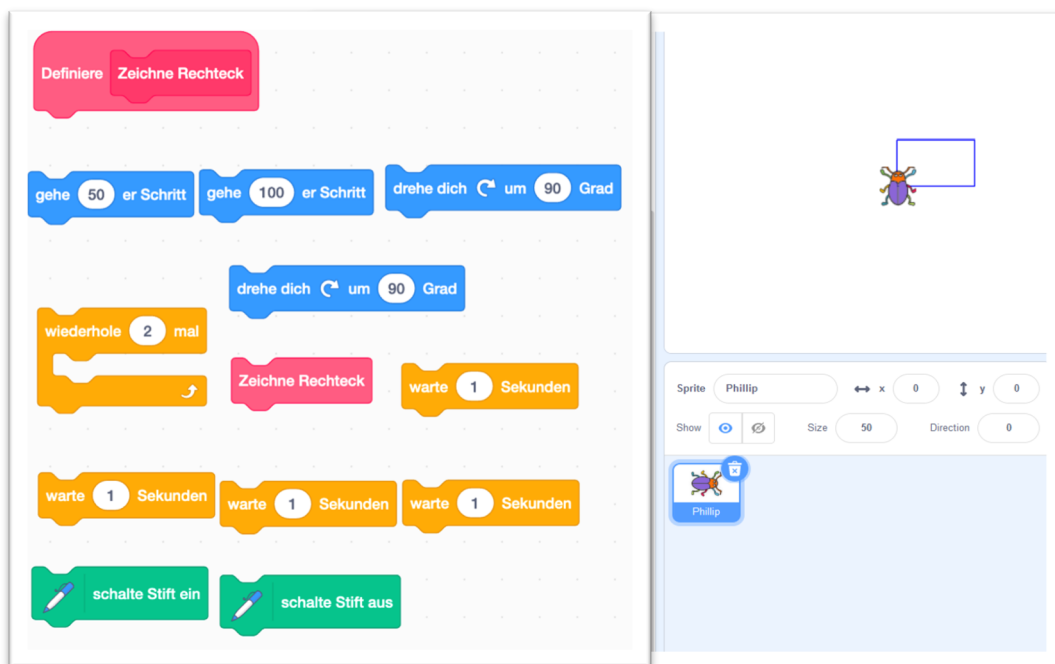 Definiere Zeichne Rechteck
gehe 50 er Schritt
gehe 100 er Schritt
drehe dich um 90 Grad
drehe dich um 90 Grad
wiederhole 2 mal
Zeichne Rechteck
warte 1 Sekunden
warte 1 Sekunden
warte 1 Sekunden
warte 1 Sekunden
schalte Stift ein
schalte Stift aus
Sprite Phillip x 0 y 0
Show Size 50 Direction 0
Phillip